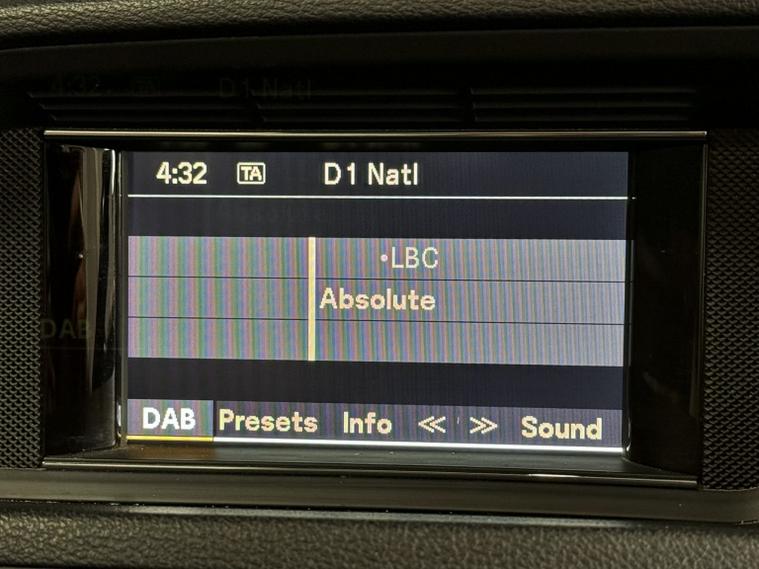 4:32 TA D1 Natl
•LBC
Absolute
DAB Presets Info << >> Sound